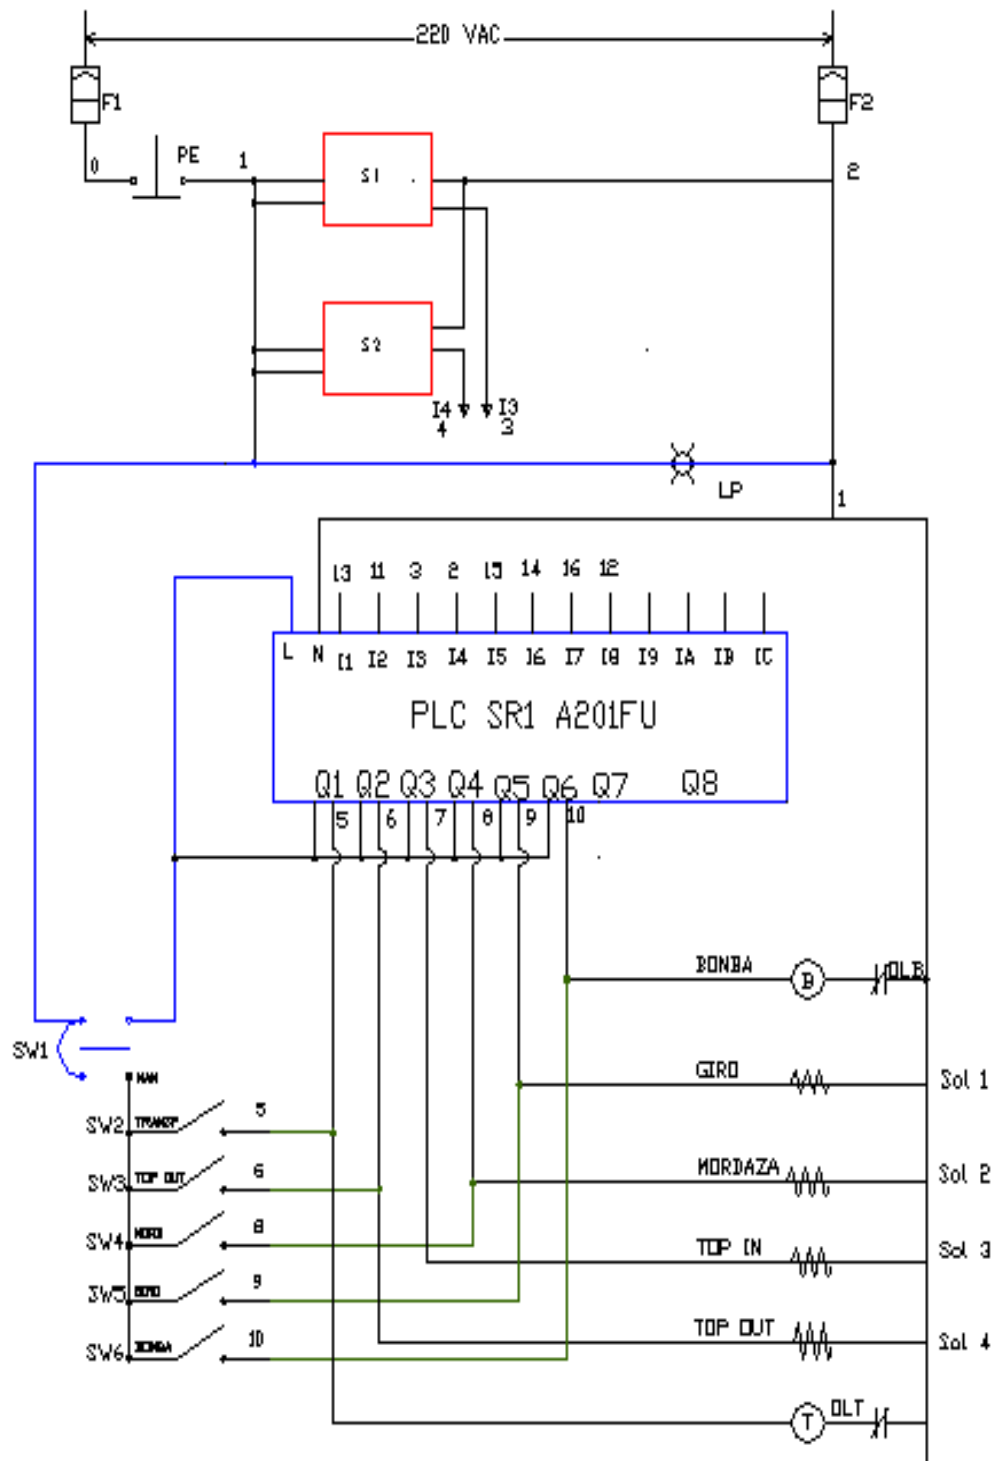 220 VAC
F1
F2
0
PE
1
2
S1
S2
I4
I3
4
3
LP
1
13 11 3 2 15 14 16 12
L N I1 I2 I3 I4 I5 I6 I7 I8 I9 IA IB IC
PLC SR1 A201FU
Q1 Q2 Q3 Q4 Q5 Q6 Q7 Q8
5 6 7 8 9 10
BONBA
B
OLB
SW1
MAN
GIRO
Sol 1
SW2 TRANSF 5
MORDAZA
Sol 2
SW3 TOP OUT 6
SW4 MORD 8
TOP IN
Sol 3
SW5 9
TOP OUT
Sol 4
SW6 BONBA 10
T
OLT